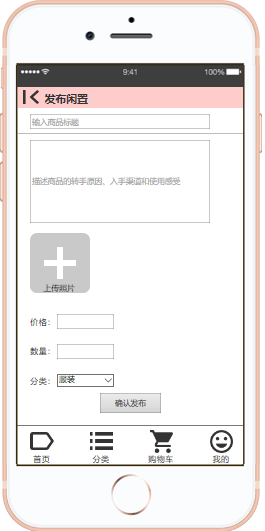 9:41
100%
发布闲置
输入商品标题
描述商品的转手原因、入手渠道和使用感受
上传照片
价格：
数量：
分类：服装
确认发布
首页 分类 购物车 我的